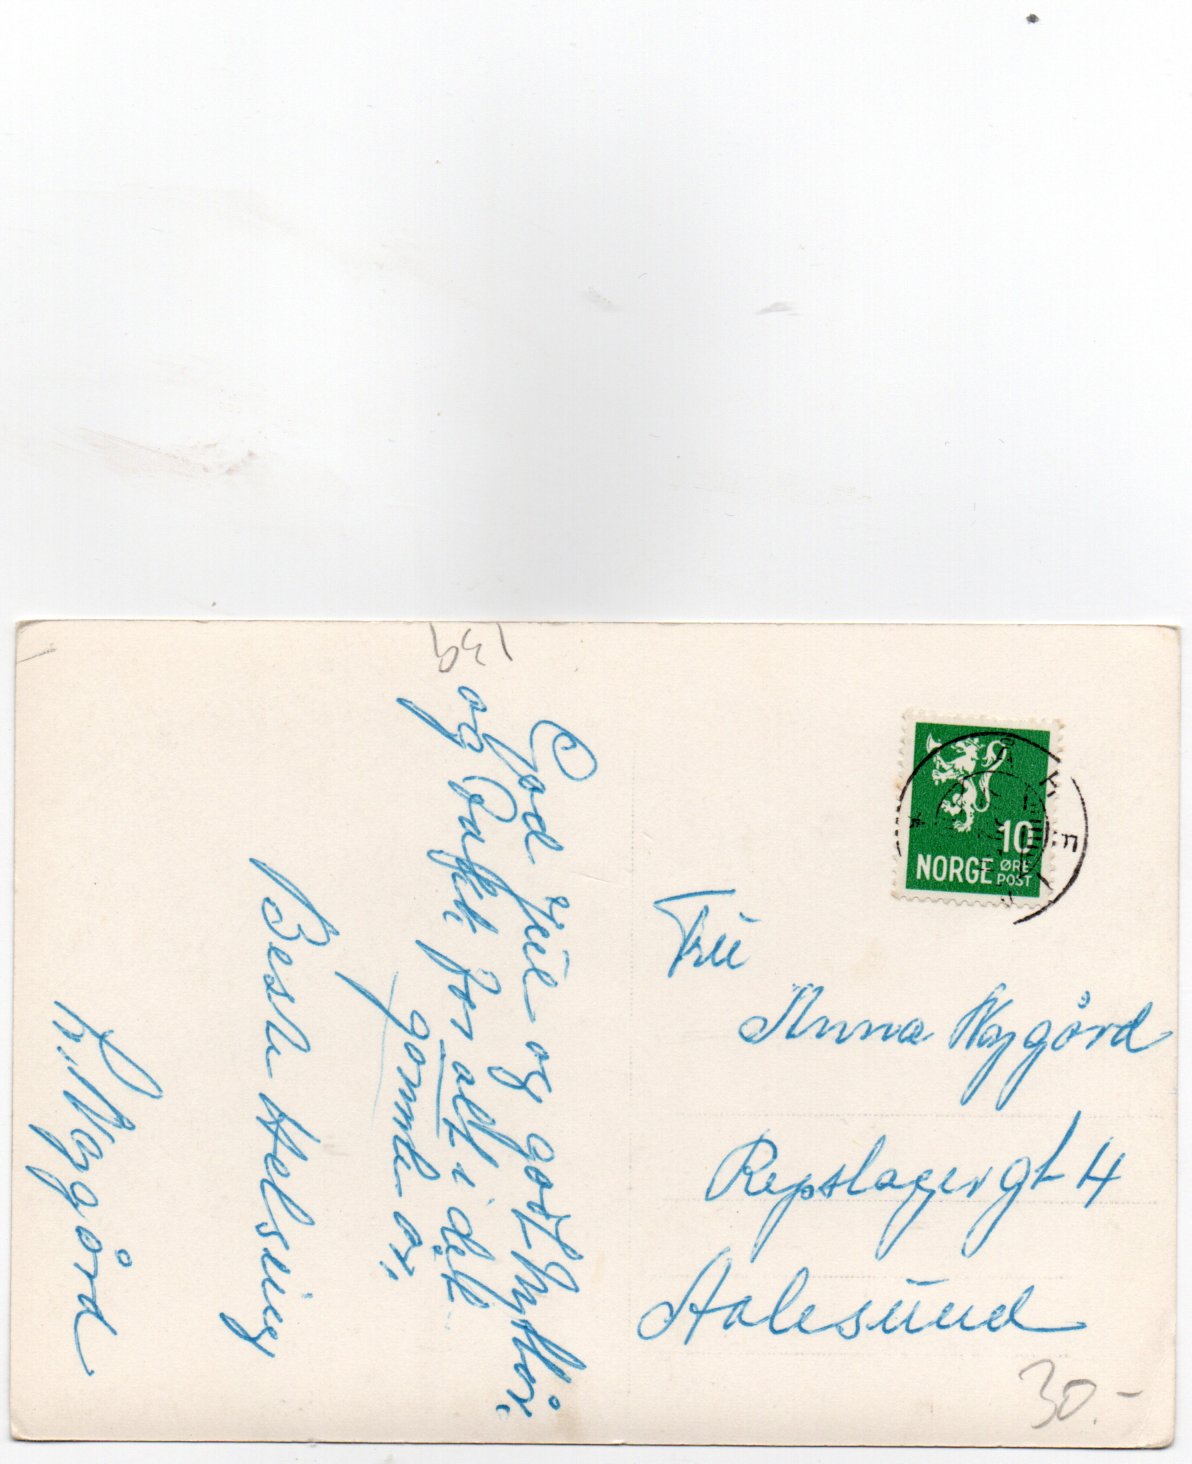 God Jul og godt Nyttår,
og Takk for alt i det
gamle år,
Beste Helsing
K. Nygård
139
10
NORGE ØRE
POST
Fru
Anna Nygård
Repslagergt 4
Aalesund
30.-